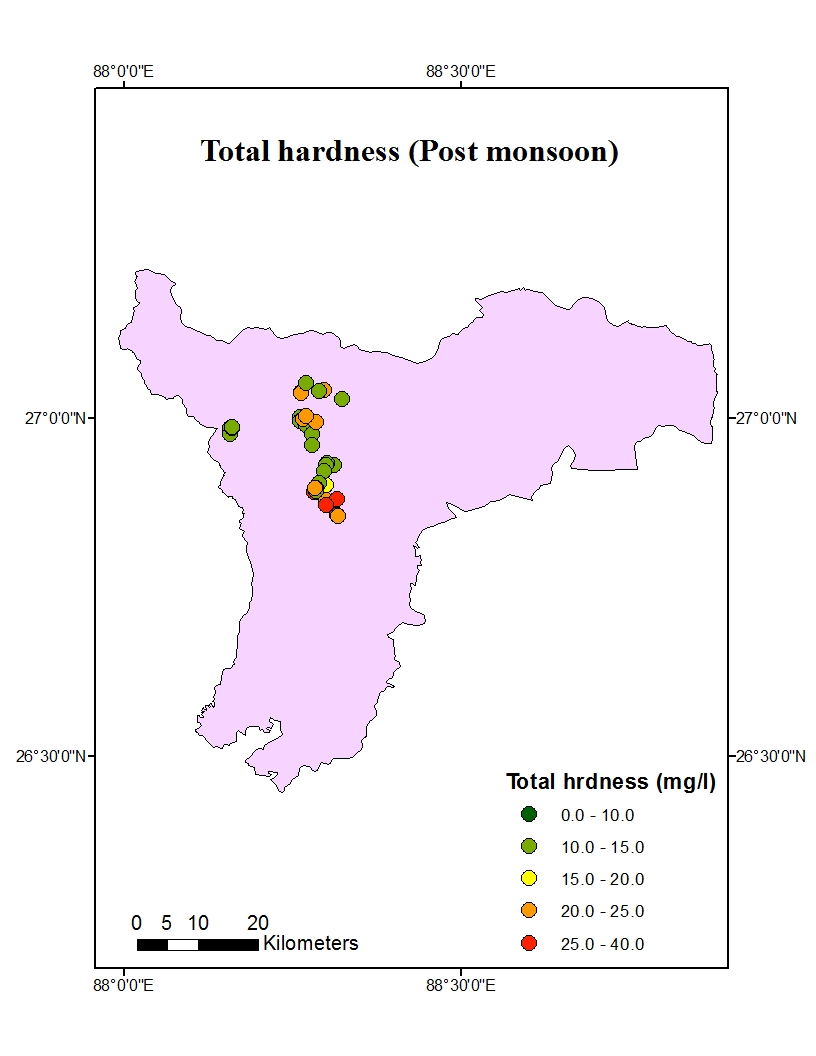 88°0'0"E 88°30'0"E
Total hardness (Post monsoon)
27°0'0"N 27°0'0"N
26°30'0"N 26°30'0"N
Total hrdness (mg/l)
0.0 - 10.0
10.0 - 15.0
15.0 - 20.0
20.0 - 25.0
25.0 - 40.0
0 5 10 20
Kilometers
88°0'0"E 88°30'0"E